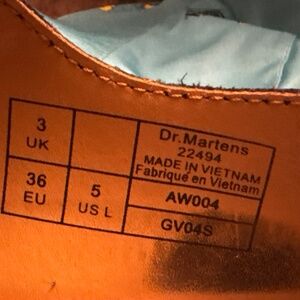 3
UK
36
EU
5
US L
Dr.Martens
22494
MADE IN VIETNAM
Fabriqué en Vietnam
AW004
GV04S